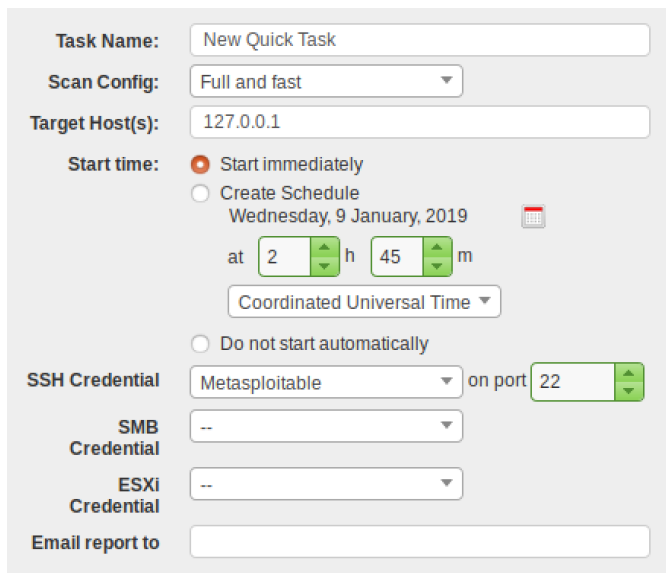 Task Name: New Quick Task
Scan Config: Full and fast
Target Host(s): 127.0.0.1
Start time: Start immediately
Create Schedule
Wednesday, 9 January, 2019
at 2 h 45 m
Coordinated Universal Time
Do not start automatically
SSH Credential Metasploitable on port 22
SMB
Credential --
ESXi
Credential --
Email report to